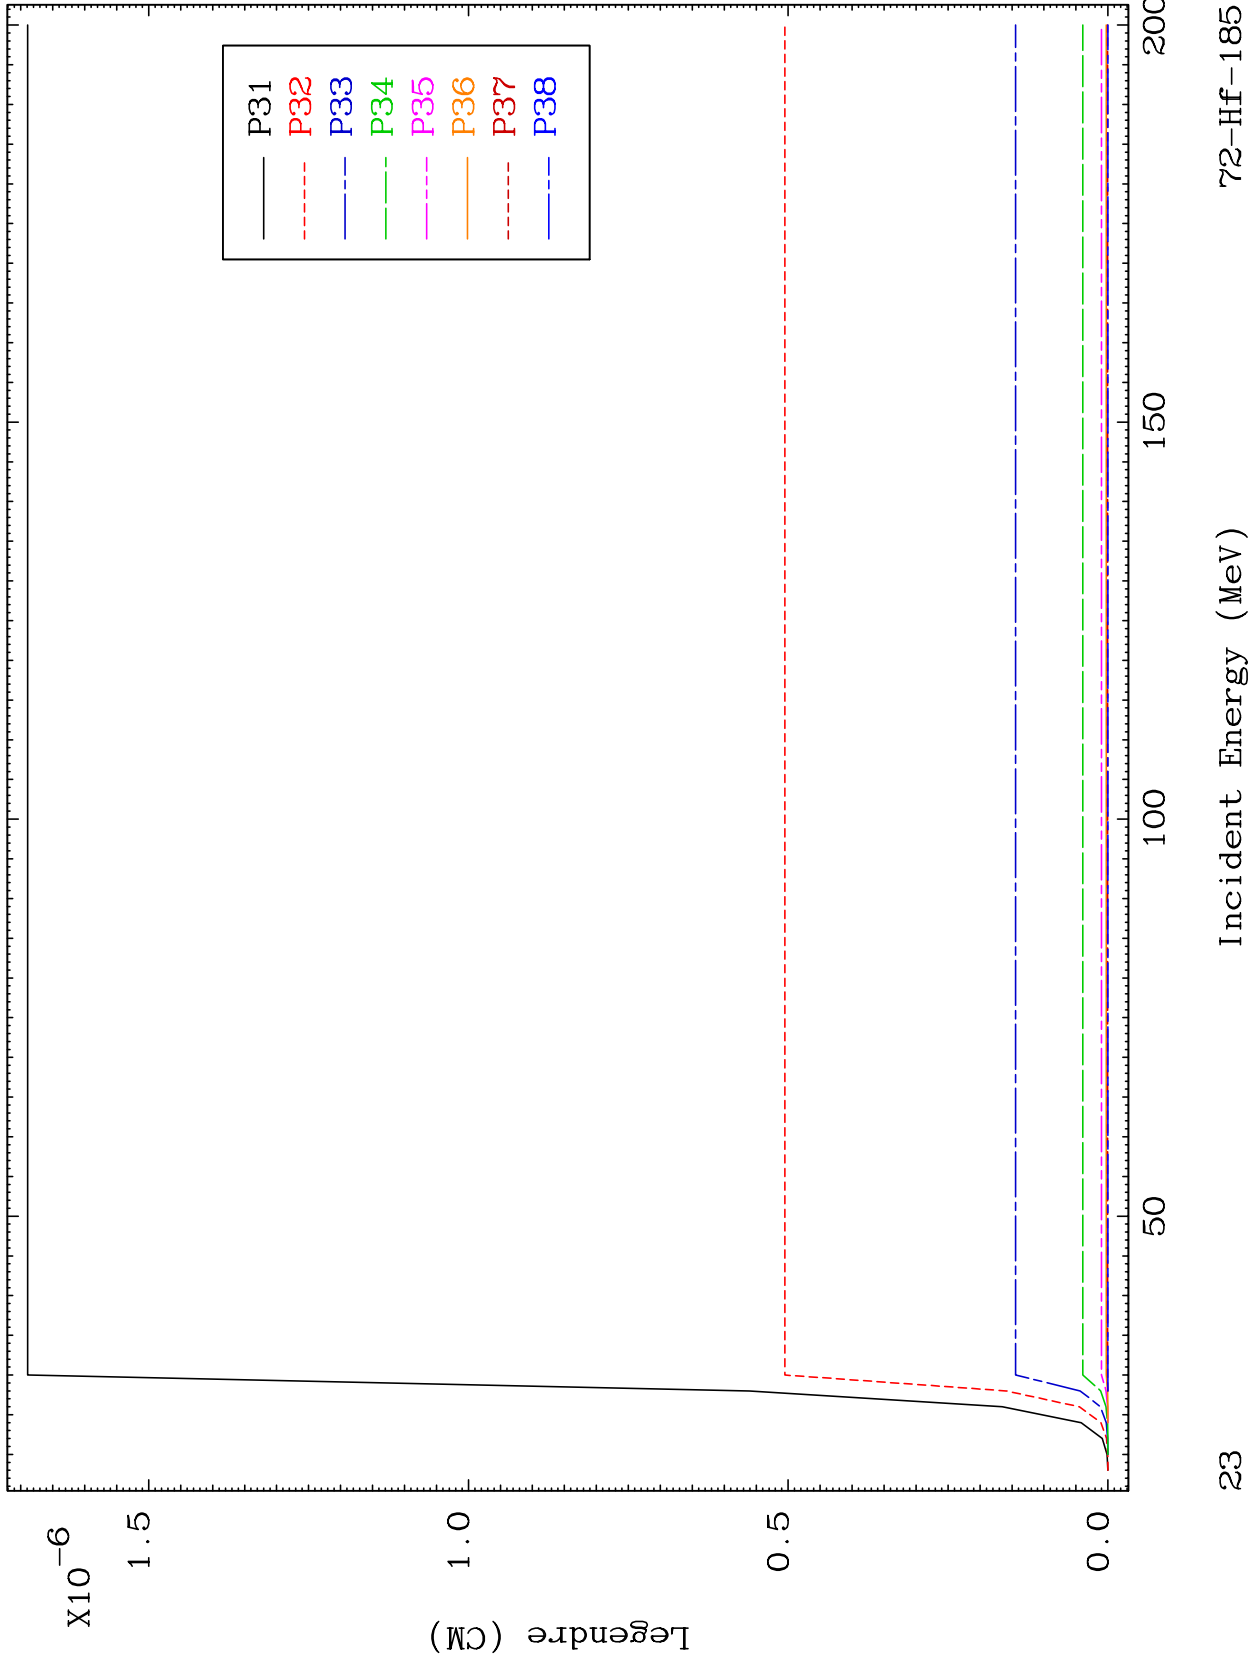 X10-6
1.5
1.0
0.5
0.0
Legendre (CM)
P31
P32
P33
P34
P35
P36
P37
P38
50
100
150
200
Incident Energy (MeV)
23
72-Hf-185